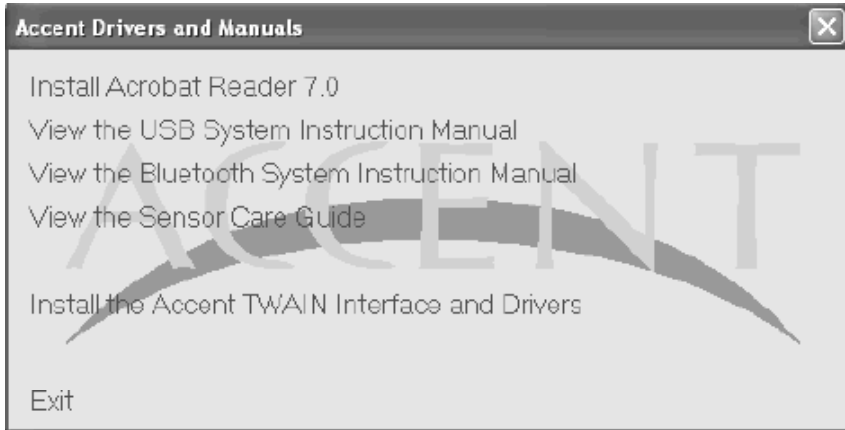 Accent Drivers and Manuals
Install Acrobat Reader 7.0
View the USB System Instruction Manual
View the Bluetooth System Instruction Manual
View the Sensor Care Guide
ACCENT
Install the Accent TWAIN Interface and Drivers
Exit